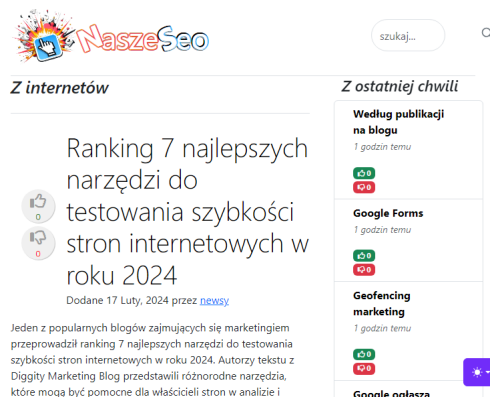 NaszeSeo
szukaj...
Z internetów
Ranking 7 najlepszych
narzędzi do
testowania szybkości
stron internetowych w
roku 2024
0
0
Dodane 17 Luty, 2024 przez newsy
Jeden z popularnych blogów zajmujących się marketingiem
przeprowadził ranking 7 najlepszych narzędzi do testowania
szybkości stron internetowych w roku 2024. Autorzy tekstu z
Diggity Marketing Blog przedstawili różnorodne narzędzia,
które mogą być pomocne dla właścicieli stron w analizie i
Z ostatniej chwili
Według publikacji
na blogu
1 godzin temu
0
0
Google Forms
1 godzin temu
0
0
Geofencing
marketing
1 godzin temu
0
0
Google ogłasza